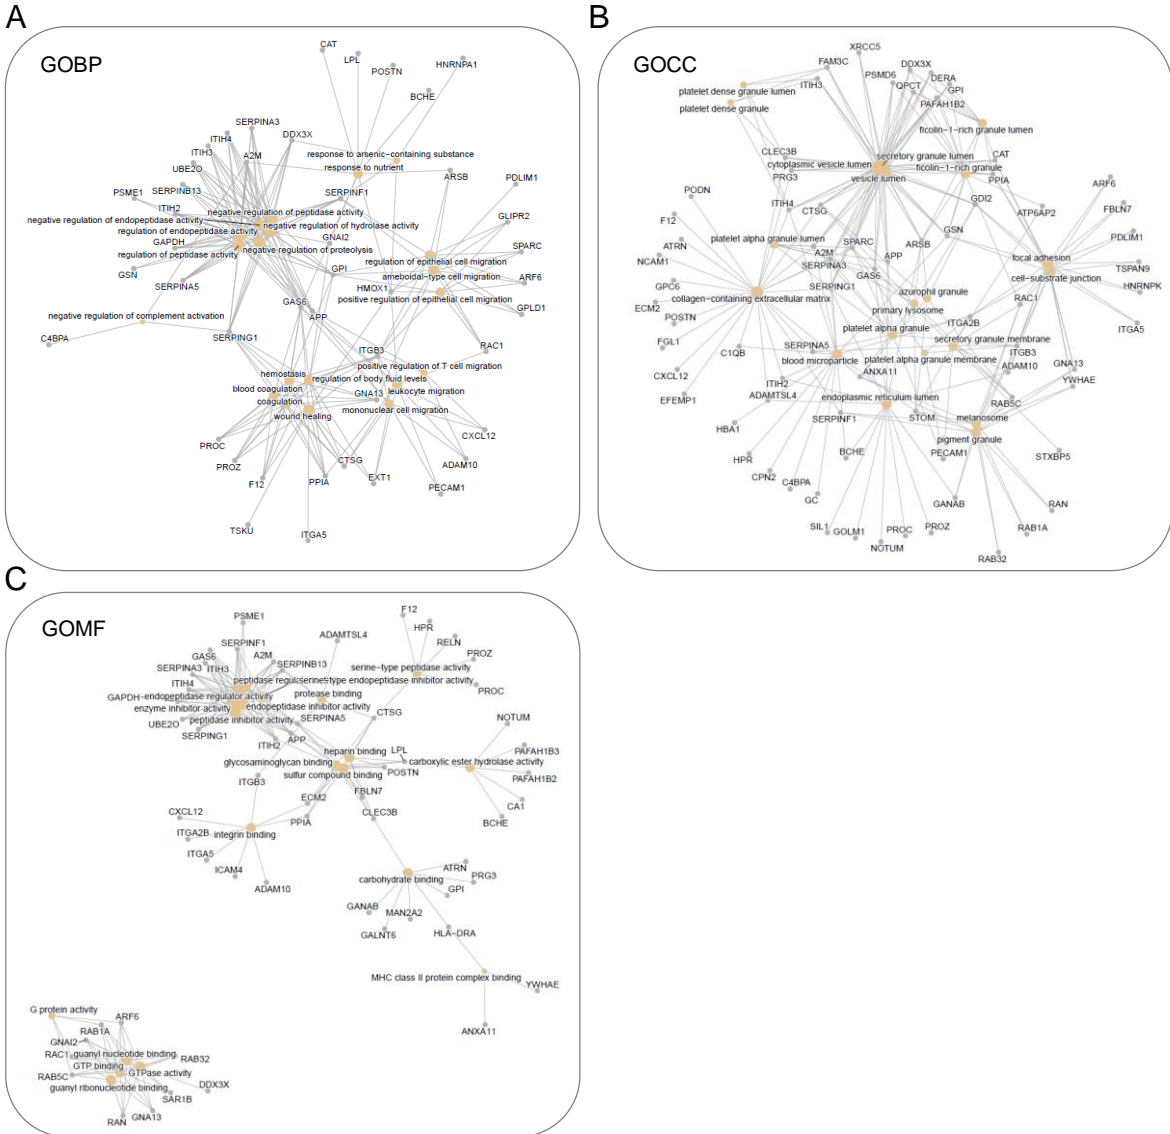 A
GOBP
CAT
LPL
POSTN
HNRNPA1
BCHE
SERPINA3
DDX3X
ITIH4
ITIH3
A2M
UBE2O
response to arsenic-containing substance
response to nutrient
PSME1
SERPINB13
SERPINF1
ARSB
PDLIM1
ITIH2
negative regulation of peptidase activity
negative regulation of endopeptidase activity
negative regulation of hydrolase activity
GLIPR2
regulation of endopeptidase activity
GAPDH
GNAI2
negative regulation of proteolysis
SPARC
regulation of peptidase activity
regulation of epithelial cell migration
GSN
GPI
ameboidal-type cell migration
ARF6
SERPINA5
HMOX1
positive regulation of epithelial cell migration
GAS6
GPLD1
negative regulation of complement activation
APP
C4BPA
SERPING1
RAC1
ITGB3
positive regulation of T cell migration
hemostasis
regulation of body fluid levels
blood coagulation
leukocyte migration
coagulation
GNA13
mononuclear cell migration
wound healing
CXCL12
PROC
PROZ
CTSG
ADAM10
F12
PPIA
EXT1
PECAM1
TSKU
ITGA5
B
GOCC
XRCC5
FAM3C
DDX3X
PSMD6
DERA
ITIH3
QPCT
GPI
platelet dense granule lumen
PAFAH1B2
platelet dense granule
ficolin-1-rich granule lumen
CLEC3B
secretory granule lumen
CAT
cytoplasmic vesicle lumen
ficolin-1-rich granule
PRG3
vesicle lumen
PPIA
ARF6
PODN
ITIH4
GDI2
CTSG
ATP6AP2
FBLN7
F12
GSN
ATRN
platelet alpha granule lumen
SPARC
ARSB
PDLIM1
A2M
APP
focal adhesion
NCAM1
SERPINA3
TSPAN9
GAS6
cell-substrate junction
GPC6
SERPING1
azurophil granule
HNRNPK
collagen-containing extracellular matrix
RAC1
ECM2
primary lysosome
POSTN
ITGA2B
ITGA5
platelet alpha granule
FGL1
SERPINA5
secretory granule membrane
C1QB
blood microparticle
platelet alpha granule membrane
ITGB3
ADAM10
GNA13
CXCL12
ANXA11
YWHAE
ITIH2
EFEMP1
ADAMTSL4
endoplasmic reticulum lumen
RAB5C
SERPINF1
STOM
melanosome
HBA1
pigment granule
BCHE
PECAM1
STXBP5
HPR
CPN2
C4BPA
GC
GANAB
RAN
SIL1
GOLM1
PROC
PROZ
RAB1A
NOTUM
RAB32
C
GOMF
F12
PSME1
HPR
ADAMTSL4
RELN
SERPINF1
GAS6
A2M
PROZ
SERPINA3
ITIH3
SERPINB13
serine-type peptidase activity
ITIH4
peptidase regul
serine-type endopeptidase inhibitor activity
PROC
GAPDH
endopeptidase regulator activity
protease binding
enzyme inhibitor activity
endopeptidase inhibitor activity
UBE2O
peptidase inhibitor activity
SERPINA5
CTSG
NOTUM
SERPING1
APP
ITIH2
heparin binding
LPL
PAFAH1B3
glycosaminoglycan binding
carboxylic ester hydrolase activity
sulfur compound binding
POSTN
PAFAH1B2
ITGB3
FBLN7
ECM2
CA1
CXCL12
PPIA
CLEC3B
BCHE
ITGA2B
integrin binding
ITGA5
ICAM4
ATRN
ADAM10
carbohydrate binding
PRG3
GPI
GANAB
MAN2A2
GALNT6
HLA-DRA
MHC class II protein complex binding
YWHAE
ANXA11
G protein activity
ARF6
RAB1A
GNAI2
RAC1
guanyl nucleotide binding
RAB32
GTP binding
GTPase activity
RAB5C
guanyl ribonucleotide binding
DDX3X
SAR1B
RAN
GNA13